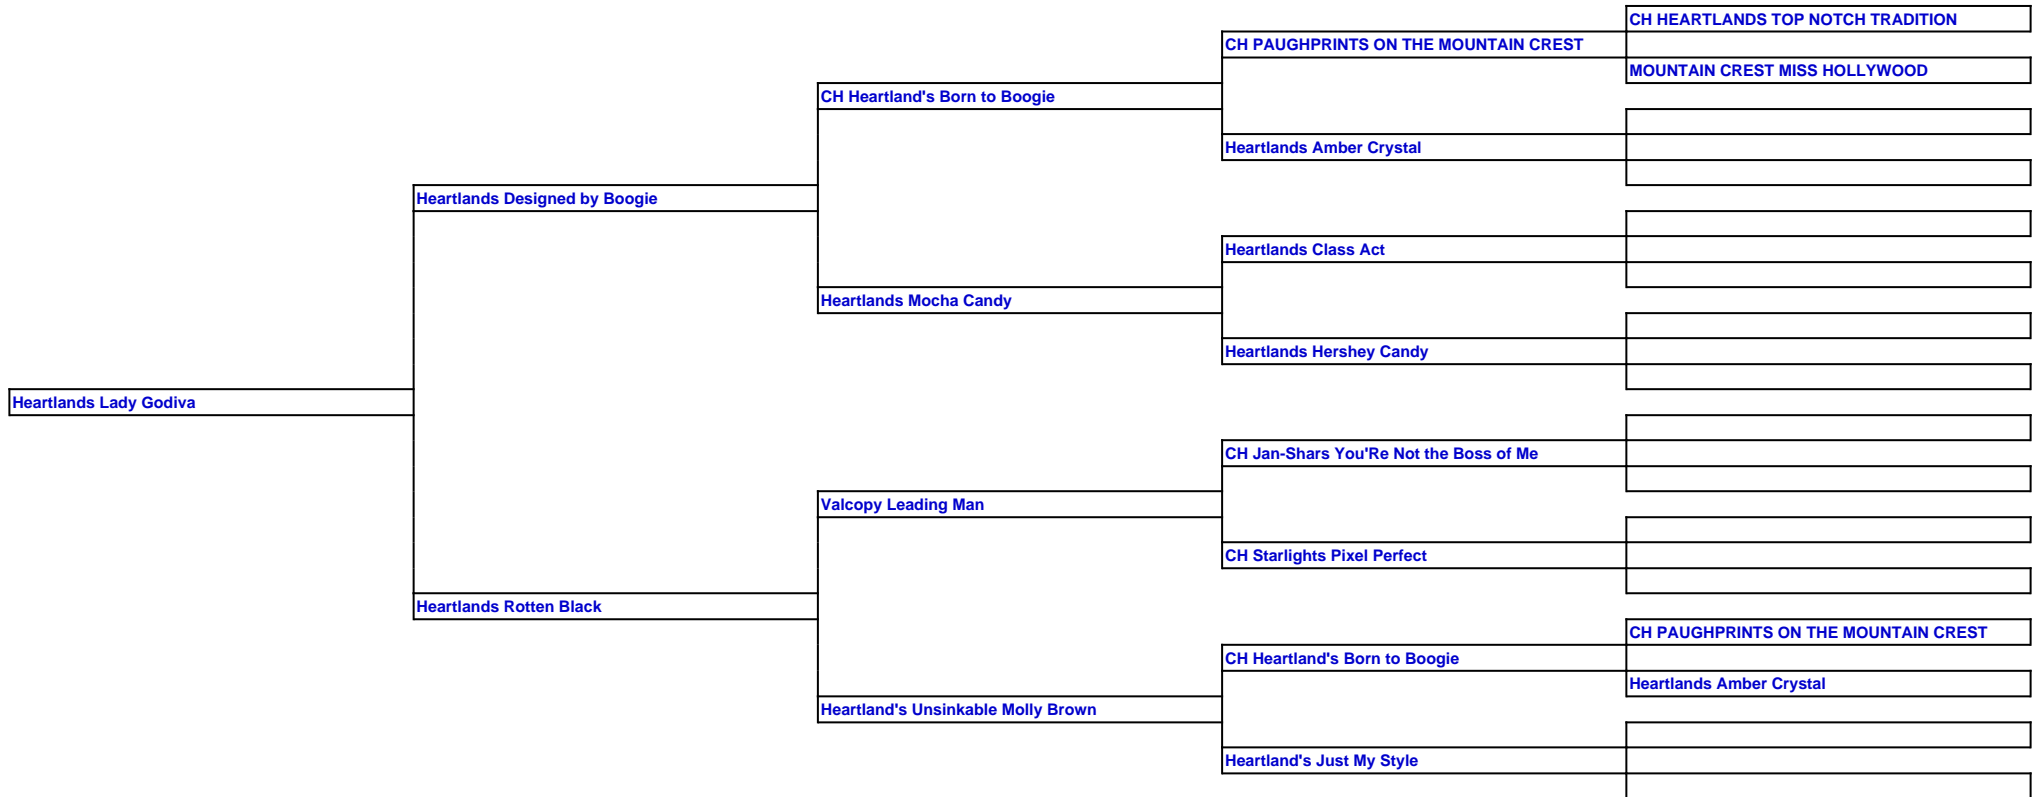 CH HEARTLANDS TOP NOTCH TRADITION
CH PAUGHPRINTS ON THE MOUNTAIN CREST
MOUNTAIN CREST MISS HOLLYWOOD
CH Heartland's Born to Boogie
Heartlands Amber Crystal
Heartlands Designed by Boogie
Heartlands Class Act
Heartlands Mocha Candy
Heartlands Hershey Candy
Heartlands Lady Godiva
CH Jan-Shars You'Re Not the Boss of Me
Valcopy Leading Man
CH Starlights Pixel Perfect
Heartlands Rotten Black
CH PAUGHPRINTS ON THE MOUNTAIN CREST
CH Heartland's Born to Boogie
Heartlands Amber Crystal
Heartland's Unsinkable Molly Brown
Heartland's Just My Style